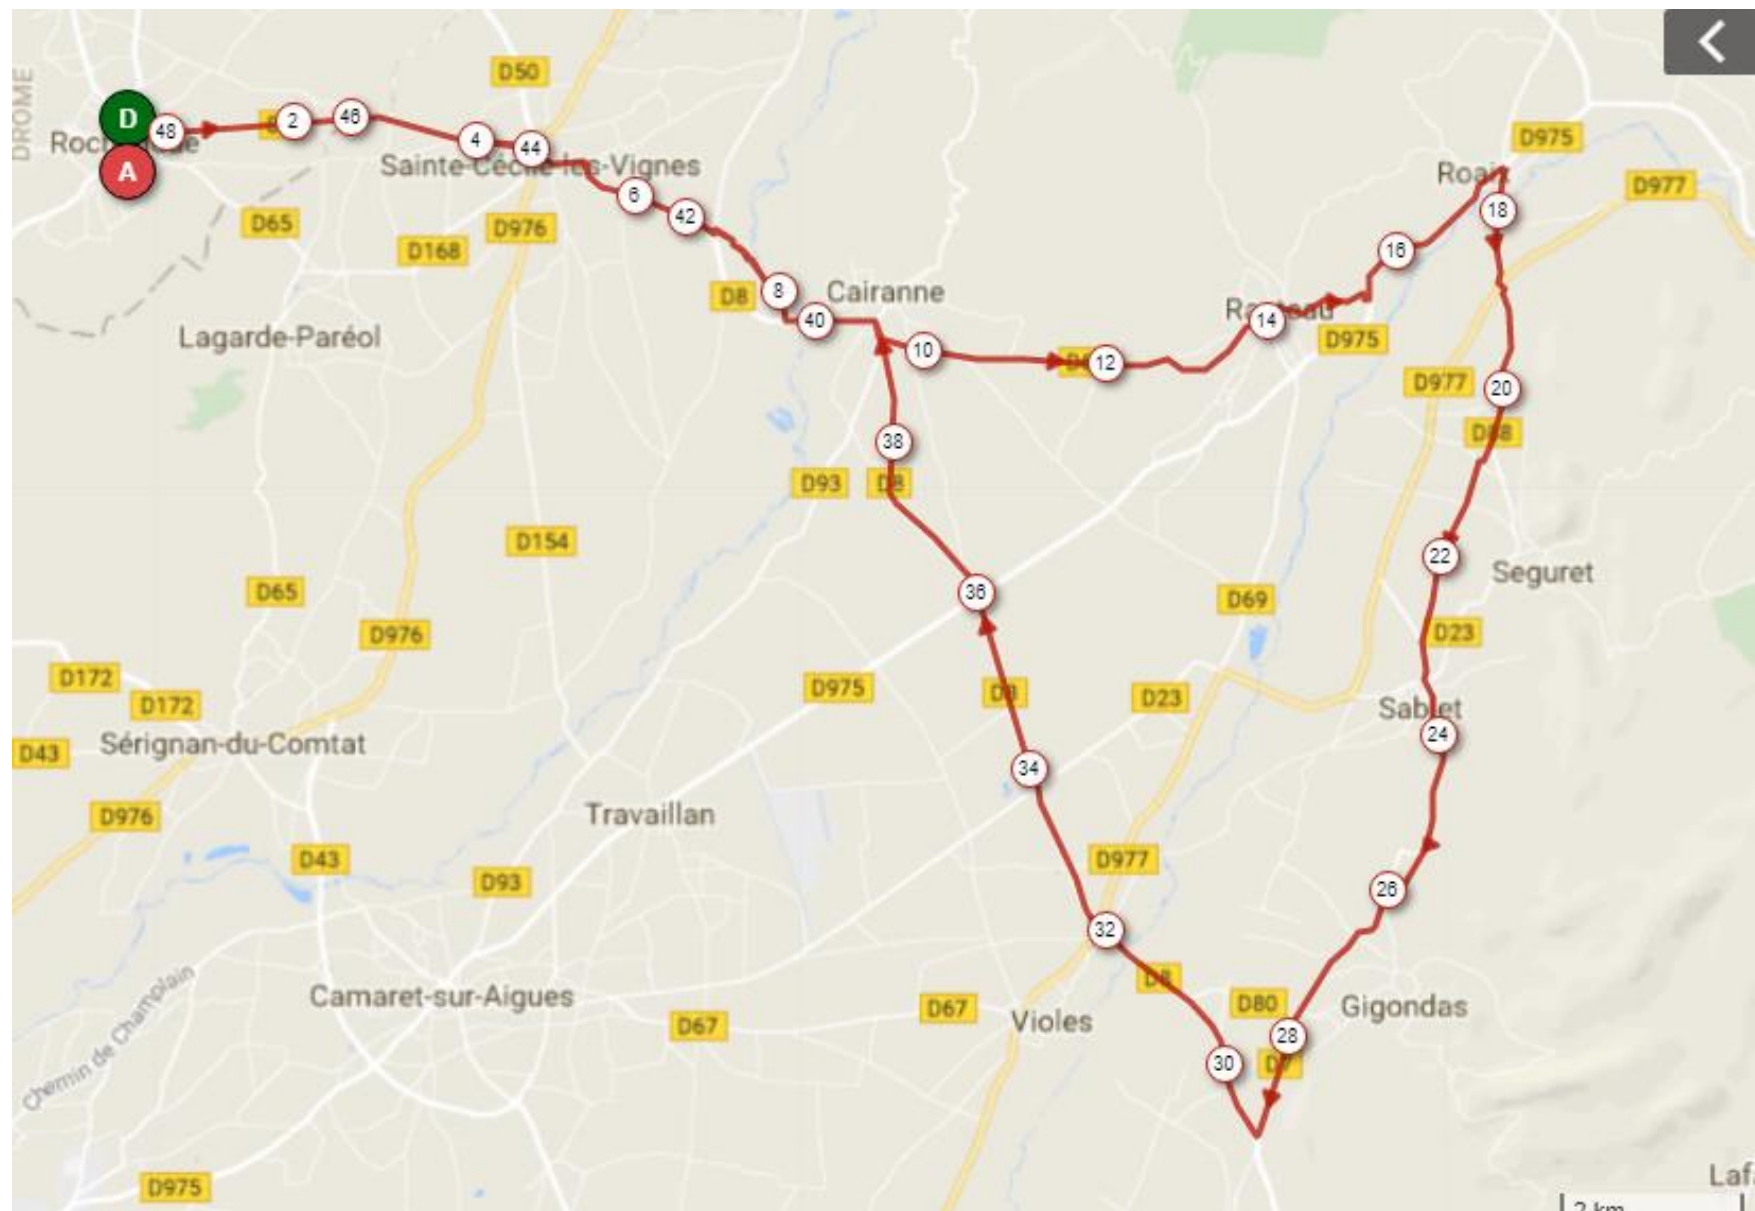 DROME
D50
D
48
2
46
4
44
Sainte-Cécile-les-Vignes
A
6
42
D65
D168
D976
D8
8
40
Cairanne
Lagarde-Paréol
10
12
14
D975
16
Roaix
18
D975
D977
D977
20
D88
38
D93
D8
D154
22
Seguret
D65
36
D69
D976
D23
D172
D172
D975
D23
Sablet
24
D43
Sérignan-du-Comtat
34
D976
Travaillan
D43
D93
D977
26
32
D8
Camaret-sur-Aigues
D67
D67
Violes
D80
Gigondas
28
30
D7
Chemin de Champlain
D975
2 km